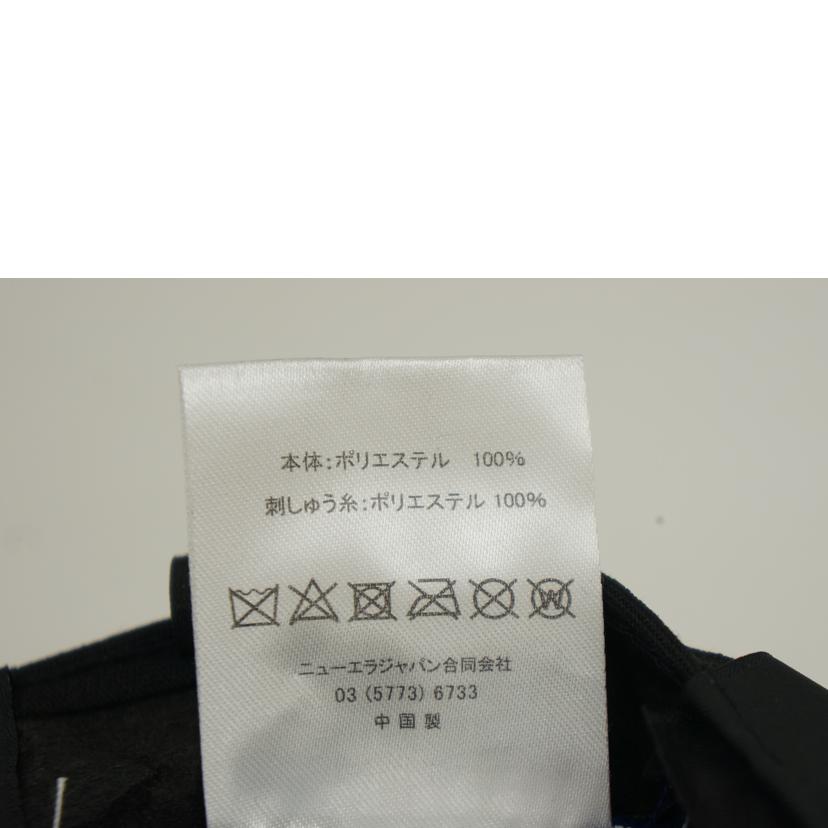 本体:ポリエステル 100%
刺しゅう糸:ポリエステル 100%
W
ニューエラジャパン合同会社
03 (5773) 6733
中国製